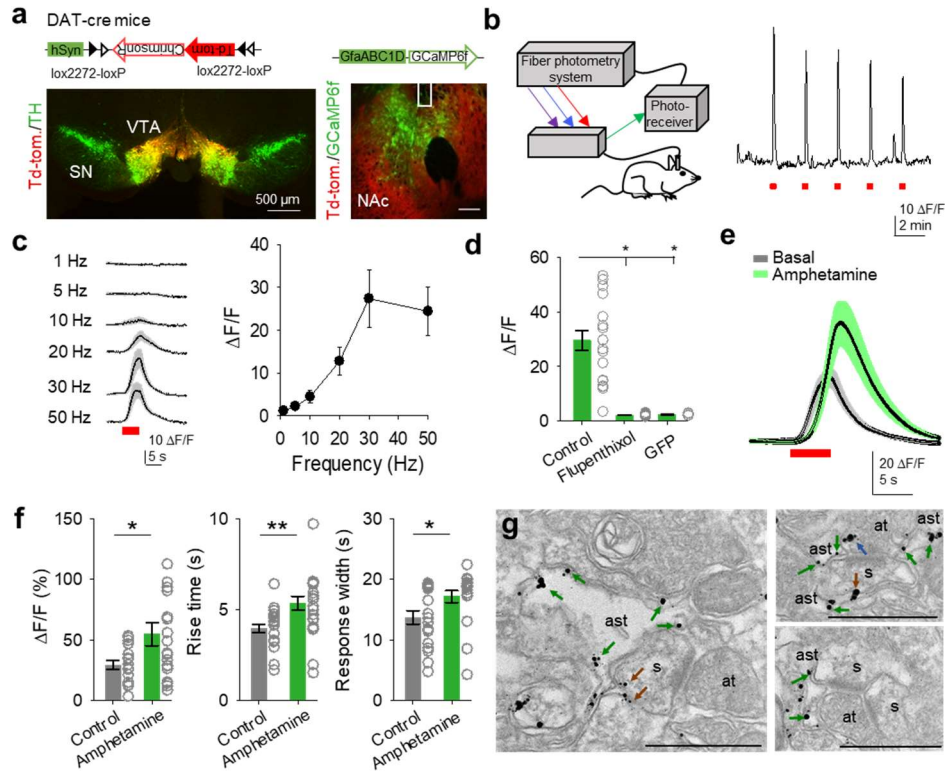 a
DAT-cre mice
hSyn
ChrimsonR
Td-tom
lox2272-loxP
lox2272-loxP
GfaABC1D
GCaMP6f
Td-tom./TH
VTA
SN
500 µm
Td-tom./GCaMP6f
NAc
b
Fiber photometry
system
Photo-
receiver
10 ΔF/F
2 min
c
1 Hz
5 Hz
10 Hz
20 Hz
30 Hz
50 Hz
10 ΔF/F
5 s
ΔF/F
40
30
20
10
0
0 10 20 30 40 50
Frequency (Hz)
d
* *
ΔF/F
60
40
20
0
Control
Flupenthixol
GFP
e
Basal
Amphetamine
20 ΔF/F
5 s
f
*
ΔF/F (%)
150
100
50
0
Control
Amphetamine
**
Rise time (s)
10
5
0
Control
Amphetamine
*
Response width (s)
30
20
10
0
Control
Amphetamine
g
ast
s
at
at
ast
ast
s
ast
ast
s
at
s